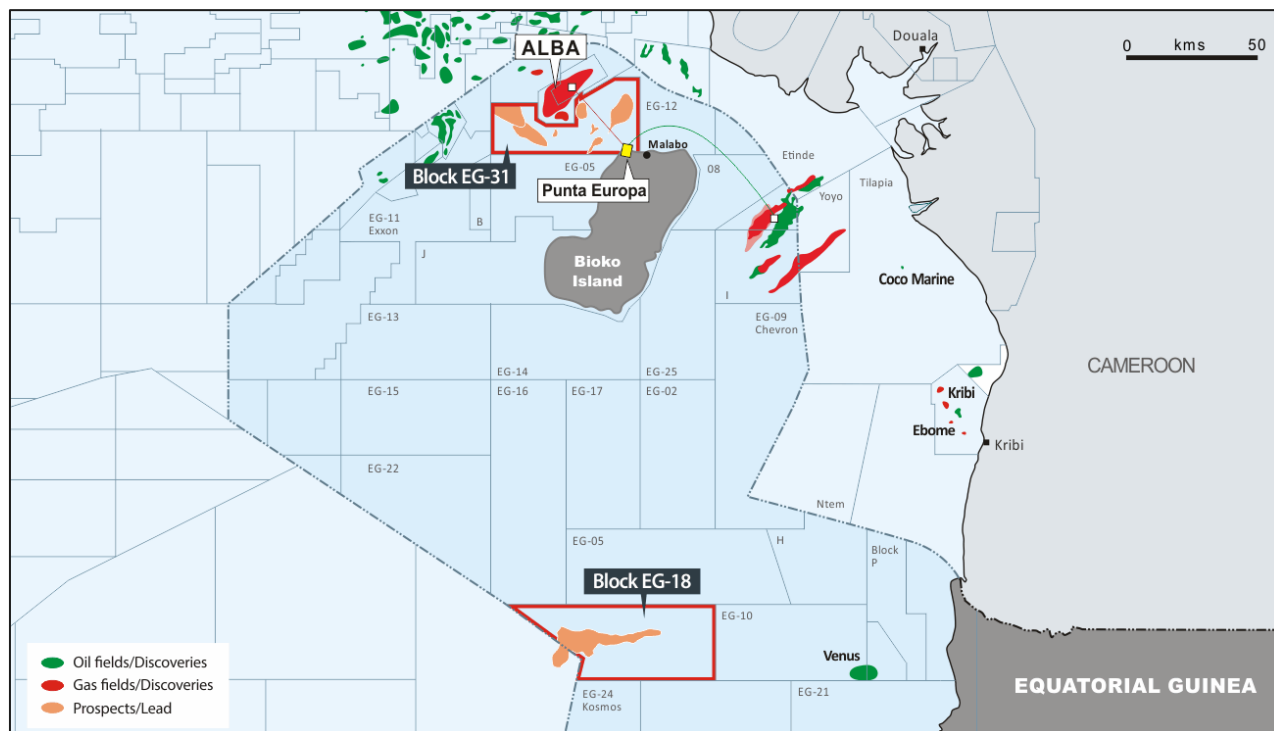 Douala
0 kms 50
ALBA
EG-12
Malabo
Block EG-31
EG-05
08
Etinde
Punta Europa
Tilapia
Yoyo
EG-11
Exxon
B
J
Bioko
Island
Coco Marine
I
EG-13
EG-09
Chevron
CAMEROON
EG-14
EG-25
EG-15
EG-16
EG-17
EG-02
Kribi
Ebome
Kribi
EG-22
Ntem
EG-05
H
Block
P
Block EG-18
EG-10
Venus
Oil fields/Discoveries
Gas fields/Discoveries
Prospects/Lead
EG-24
Kosmos
EG-21
EQUATORIAL GUINEA